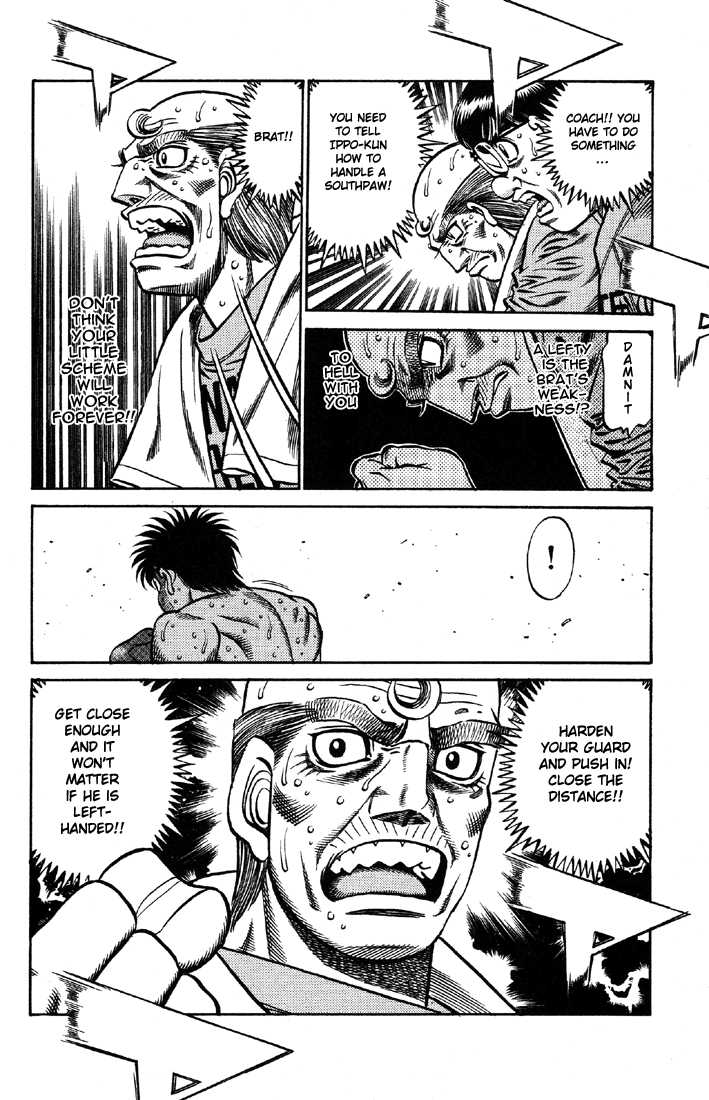 COACH!! YOU
HAVE TO DO
SOMETHING
...
YOU NEED
TO TELL
IPPO-KUN
HOW TO
HANDLE A
SOUTHPAW!
BRAT!!
DON'T
THINK
YOUR
LITTLE
SCHEME
WILL
WORK
FOREVER!!
DAMNIT
A LEFTY
IS THE
BRAT'S
WEAK-
NESS!?
TO
HELL
WITH
YOU
!
HARDEN
YOUR GUARD
AND PUSH IN!
CLOSE THE
DISTANCE!!
GET CLOSE
ENOUGH
AND IT
WON'T
MATTER
IF HE IS
LEFT-
HANDED!!